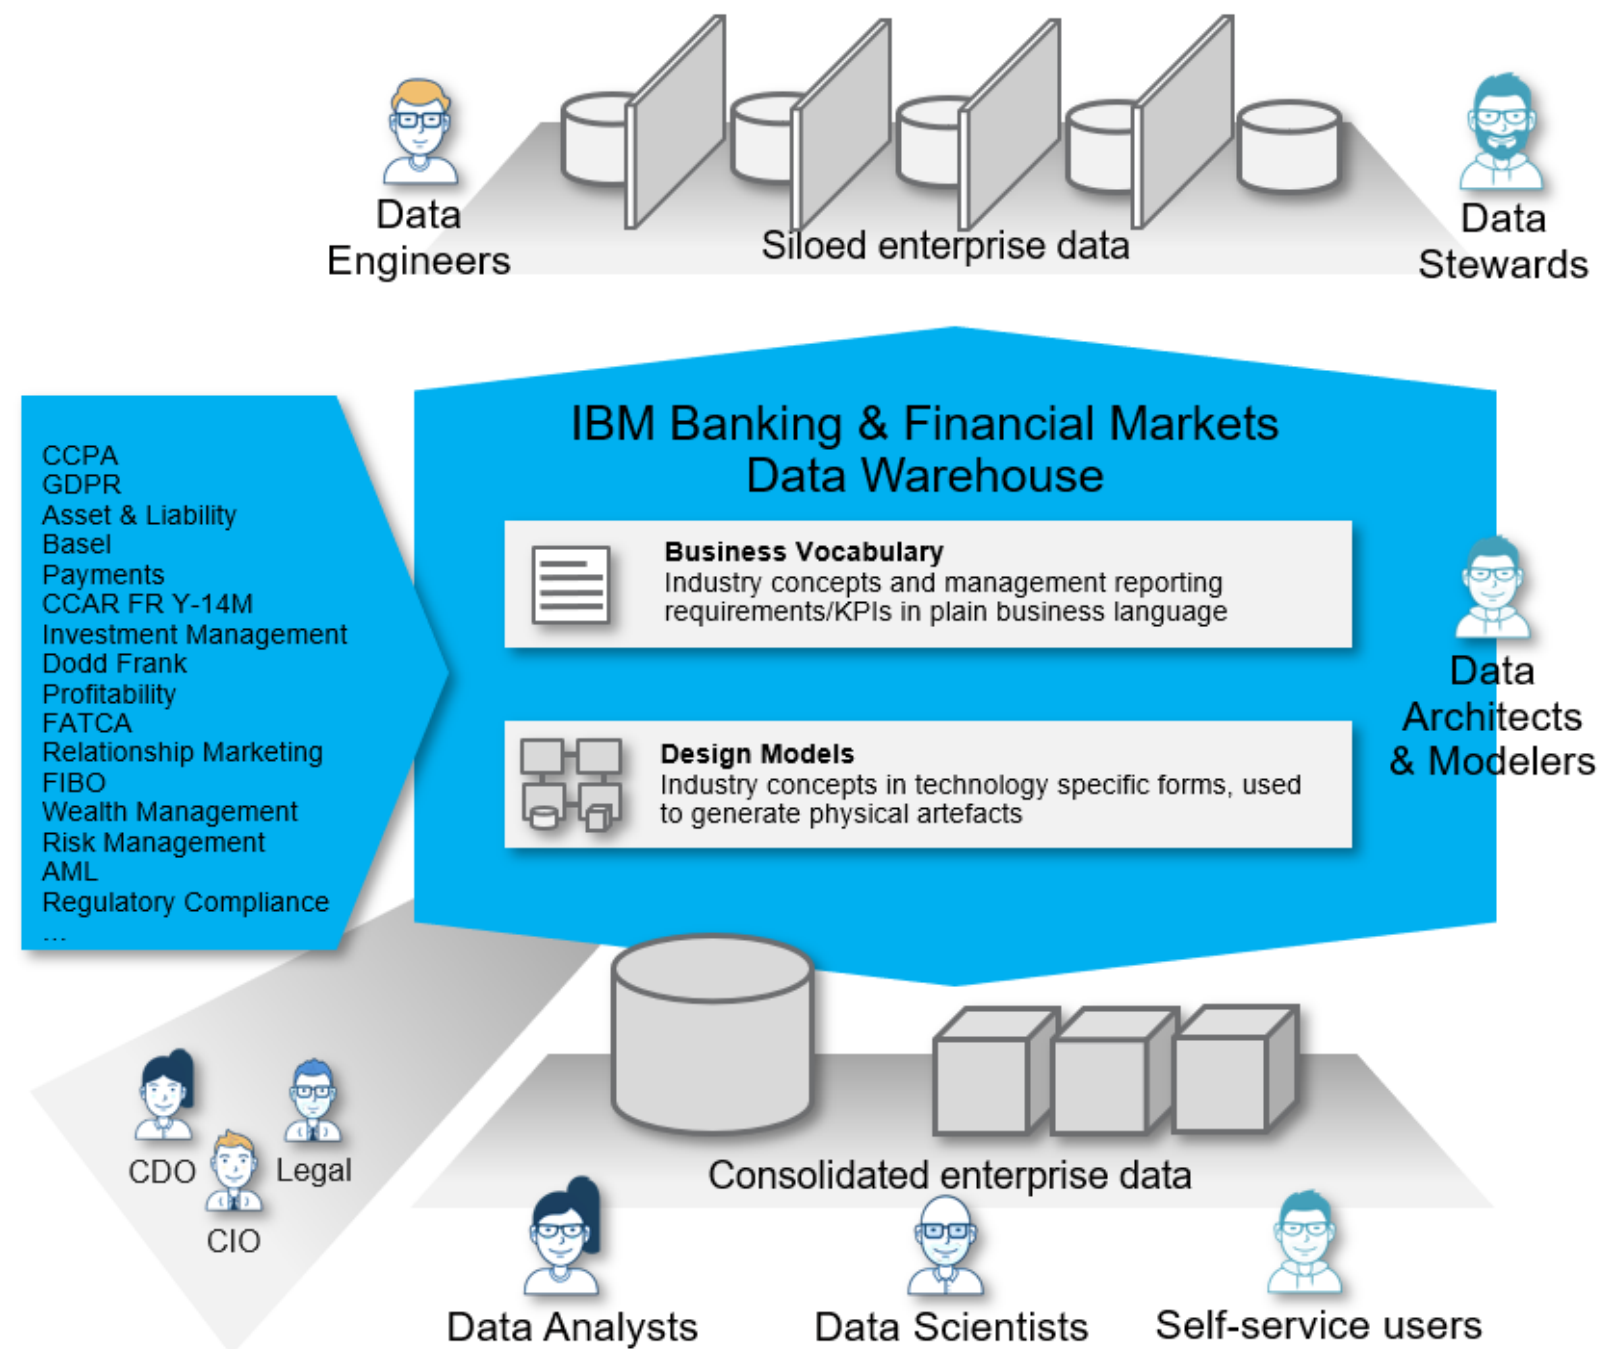 Data
Engineers
Siloed enterprise data
Data
Stewards
CCPA
GDPR
Asset & Liability
Basel
Payments
CCAR FR Y-14M
Investment Management
Dodd Frank
Profitability
FATCA
Relationship Marketing
FIBO
Wealth Management
Risk Management
AML
Regulatory Compliance
...
IBM Banking & Financial Markets
Data Warehouse
Business Vocabulary
Industry concepts and management reporting
requirements/KPIs in plain business language
Design Models
Industry concepts in technology specific forms, used
to generate physical artefacts
Data
Architects
& Modelers
CDO
Legal
CIO
Consolidated enterprise data
Data Analysts
Data Scientists
Self-service users